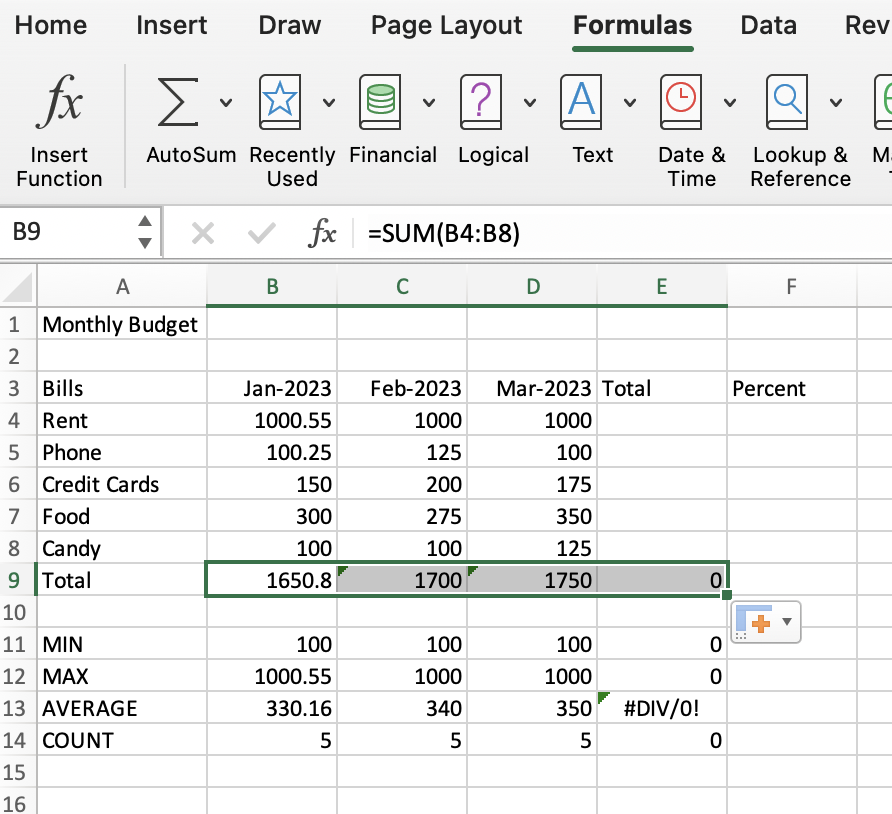 Home Insert Draw Page Layout Formulas Data Rev
fx
Insert Function AutoSum Recently Used Financial Logical ? A Text Date & Time Lookup & Reference
B9 fx =SUM(B4:B8)
A B C D E F
1 Monthly Budget
2
3 Bills Jan-2023 Feb-2023 Mar-2023 Total Percent
4 Rent 1000.55 1000 1000
5 Phone 100.25 125 100
6 Credit Cards 150 200 175
7 Food 300 275 350
8 Candy 100 100 125
9 Total 1650.8 1700 1750 0
10
11 MIN 100 100 100 0
12 MAX 1000.55 1000 1000 0
13 AVERAGE 330.16 340 350 #DIV/0!
14 COUNT 5 5 5 0
15
16